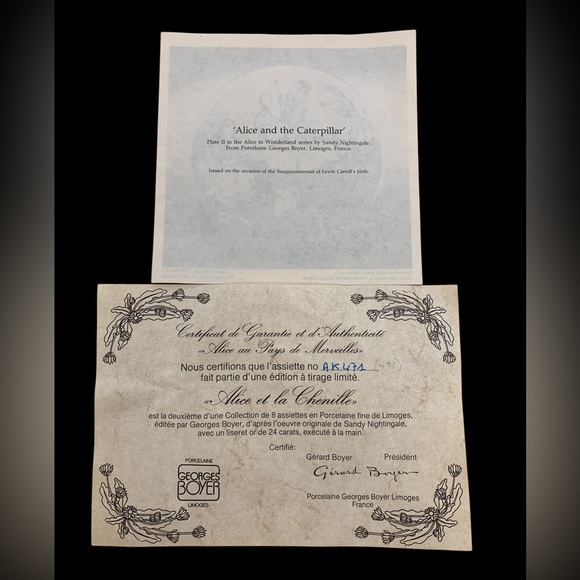 'Alice and the Caterpillar'
Plate II in the Alice in Wonderland series by Sandy Nightingale.
From Porcelaine Georges Boyer, Limoges, France.
Issued on the occasion of the Sesquicentennial of Lewis Carroll's birth.
Certificat de Garantie et d'Authenticité
«Alice au Pays de Merveilles»
Nous certifions que l'assiette no AK471
fait partie d'une édition à tirage limité.
«Alice et la Chenille»
est la deuxième d'une Collection de 8 assiettes en Porcelaine fine de Limoges,
éditée par Georges Boyer, d'après l'oeuvre originale de Sandy Nightingale,
avec un liseret or de 24 carats, exécuté à la main.
Certifié:
Gérard Boyer Président
Gérard Boyer
PORCELAINE
GEORGES
BOYER
LIMOGES
Porcelaine Georges Boyer Limoges
France